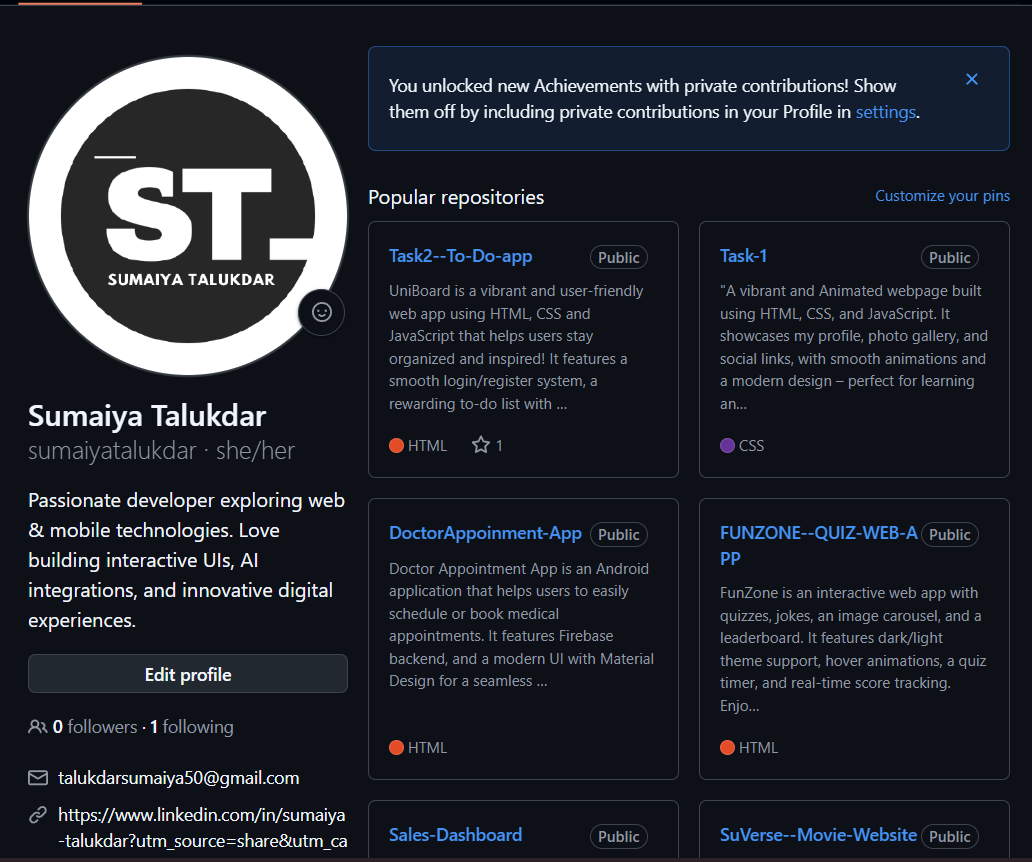 ST_
SUMAIYA TALUKDAR
Sumaiya Talukdar
sumaiyatalukdar · she/her
Passionate developer exploring web
& mobile technologies. Love
building interactive UIs, AI
integrations, and innovative digital
experiences.
Edit profile
0 followers · 1 following
talukdarsumaiya50@gmail.com
https://www.linkedin.com/in/sumaiya
-talukdar?utm_source=share&utm_ca
You unlocked new Achievements with private contributions! Show
them off by including private contributions in your Profile in settings.
Popular repositories
Customize your pins
Task2--To-Do-app
Public
UniBoard is a vibrant and user-friendly
web app using HTML, CSS and
JavaScript that helps users stay
organized and inspired! It features a
smooth login/register system, a
rewarding to-do list with ...
HTML
1
Task-1
Public
"A vibrant and Animated webpage built
using HTML, CSS, and JavaScript. It
showcases my profile, photo gallery, and
social links, with smooth animations and
a modern design – perfect for learning
an...
CSS
DoctorAppoinment-App
Public
Doctor Appointment App is an Android
application that helps users to easily
schedule or book medical
appointments. It features Firebase
backend, and a modern UI with Material
Design for a seamless ...
HTML
FUNZONE--QUIZ-WEB-A
PP
Public
FunZone is an interactive web app with
quizzes, jokes, an image carousel, and a
leaderboard. It features dark/light
theme support, hover animations, a quiz
timer, and real-time score tracking.
Enjo...
HTML
Sales-Dashboard
Public
SuVerse--Movie-Website
Public